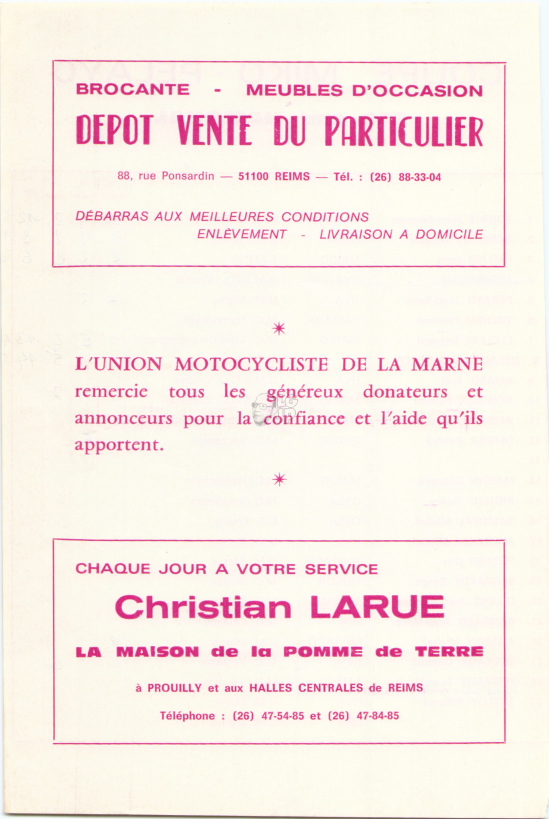 BROCANTE - MEUBLES D'OCCASION
DEPOT VENTE DU PARTICULIER
88, rue Ponsardin — 51100 REIMS — Tél. : (26) 88-33-04
DÉBARRAS AUX MEILLEURES CONDITIONS
ENLÈVEMENT - LIVRAISON A DOMICILE
L'UNION MOTOCYCLISTE DE LA MARNE
remercie tous les généreux donateurs et
annonceurs pour la confiance et l'aide qu'ils
apportent.
CHAQUE JOUR A VOTRE SERVICE
Christian LARUE
LA MAISON de la POMME de TERRE
à PROUILLY et aux HALLES CENTRALES de REIMS
Téléphone : (26) 47-54-85 et (26) 47-84-85